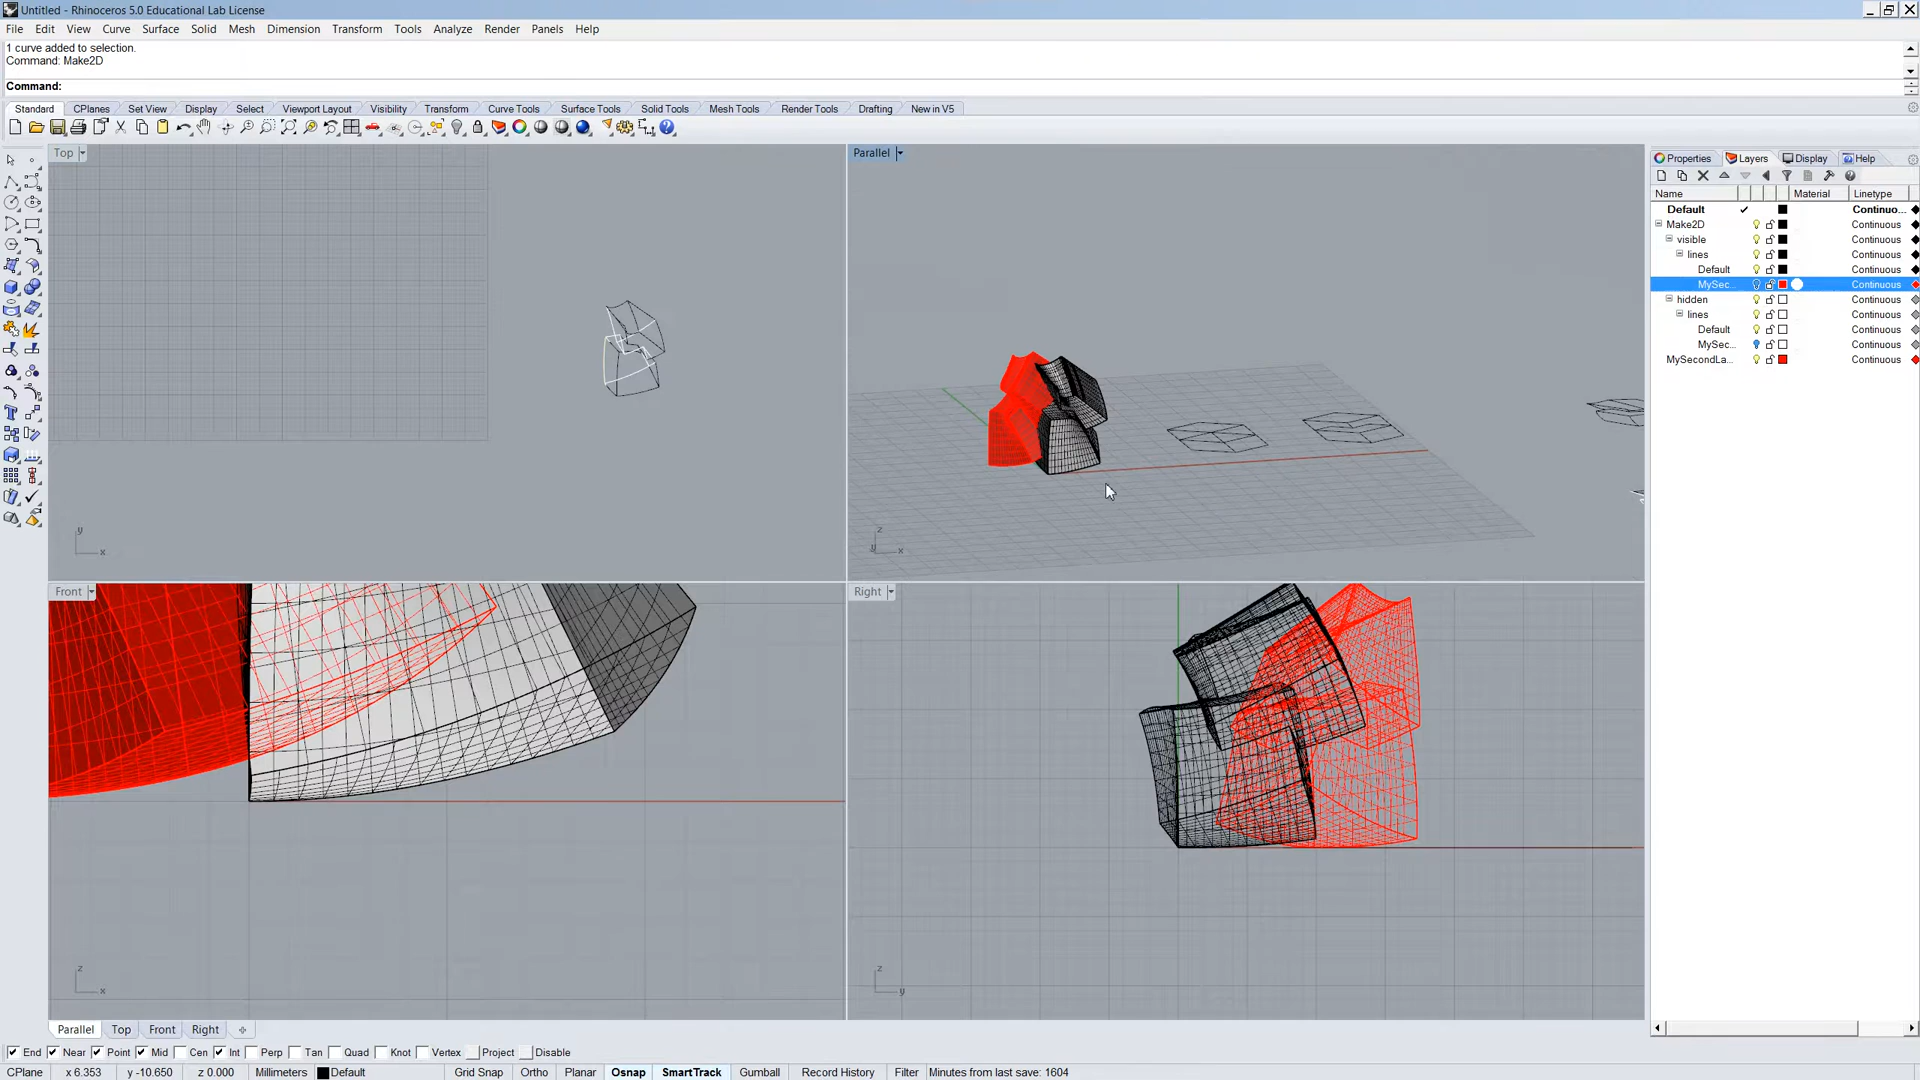 Untitled - Rhinoceros 5.0 Educational Lab License
File Edit View Curve Surface Solid Mesh Dimension Transform Tools Analyze Render Panels Help
1 curve added to selection.
Command: Make2D
Command:
Standard CPlanes Set View Display Select Viewport Layout Visibility Transform Curve Tools Surface Tools Solid Tools Mesh Tools Render Tools Drafting New in V5
Top
Parallel
Properties Layers Display Help
Name Material Linetype
Default Continuo...
Make2D Continuous
visible Continuous
lines Continuous
Default Continuous
MySec... Continuous
hidden Continuous
lines Continuous
Default Continuous
MySec... Continuous
MySecondLa... Continuous
y
x
z
y
x
Front
Right
z
x
z
y
Parallel Top Front Right
End Near Point Mid Cen Int Perp Tan Quad Knot Vertex Project Disable
CPlane x 6.353 y -10.650 z 0.000 Millimeters Default Grid Snap Ortho Planar Osnap SmartTrack Gumball Record History Filter Minutes from last save: 1604